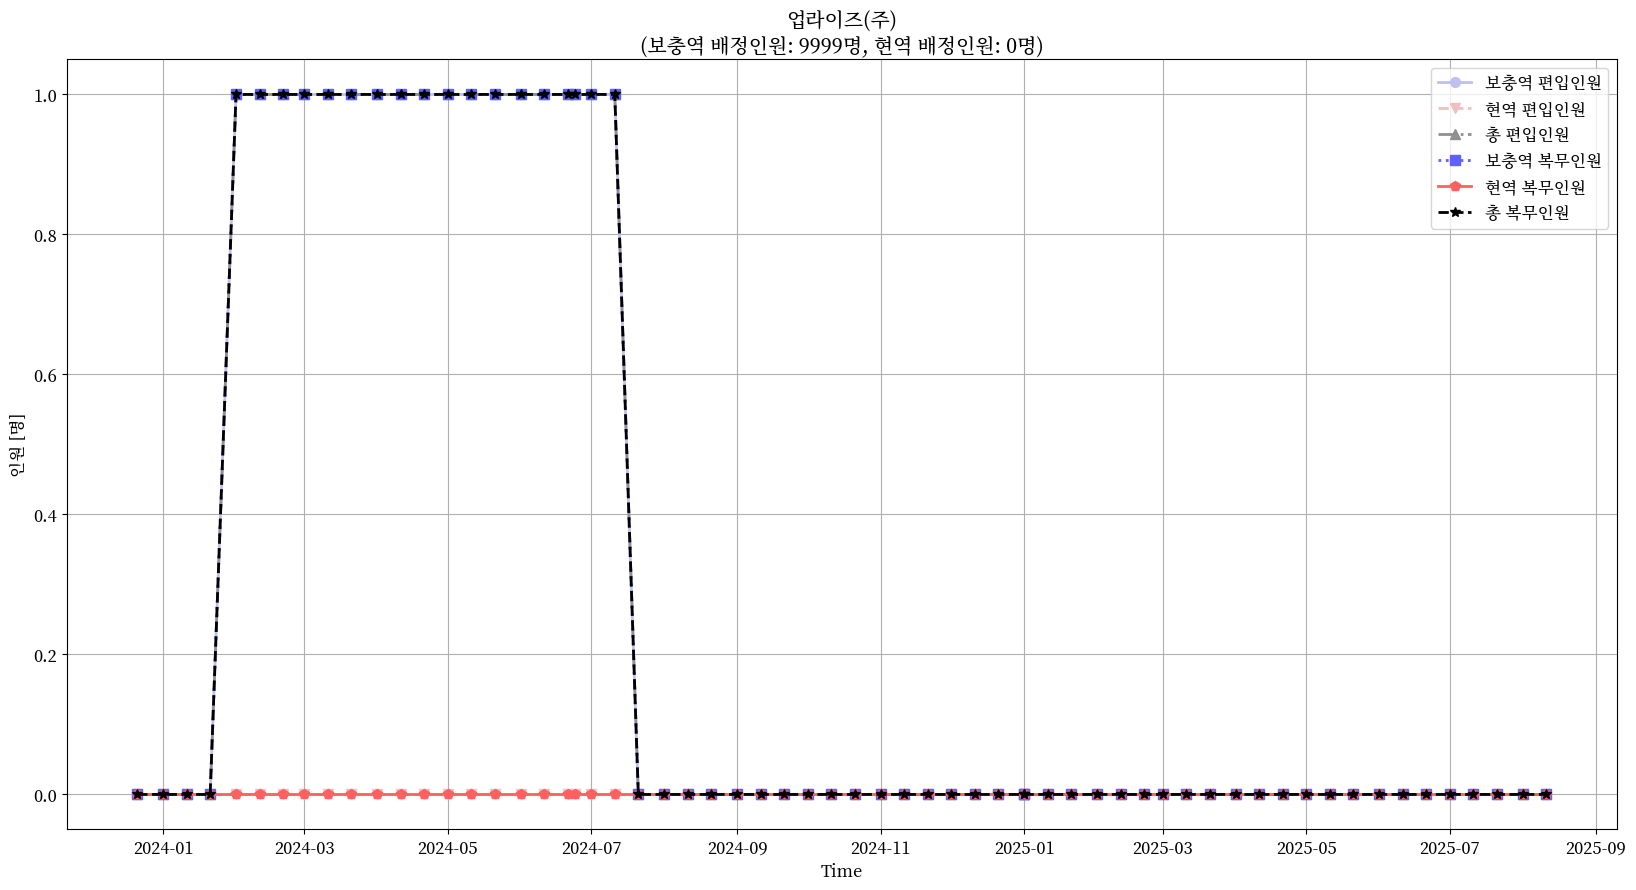 업라이즈(주)
(보충역 배정인원: 9999명, 현역 배정인원: 0명)
보충역 편입인원
현역 편입인원
총 편입인원
보충역 복무인원
현역 복무인원
총 복무인원
인원 [명]
1.0
0.8
0.6
0.4
0.2
0.0
2024-01
2024-03
2024-05
2024-07
2024-09
2024-11
2025-01
2025-03
2025-05
2025-07
2025-09
Time